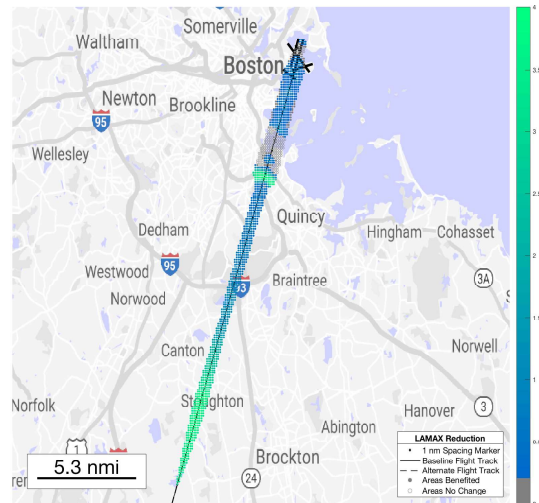 Somerville
Waltham
Boston
Newton
Brookline
95
Wellesley
Quincy
Dedham
Hingham
Cohasset
Westwood
95
93
Braintree
3A
Norwood
Norwell
Canton
Stoughton
Norfolk
Hanover
3
Abington
1
Brockton
24
5.3 nmi
LAMAX Reduction
1 nm Spacing Marker
Baseline Flight Track
Alternate Flight Track
Areas Benefited
Areas No Change
4
3
2
1